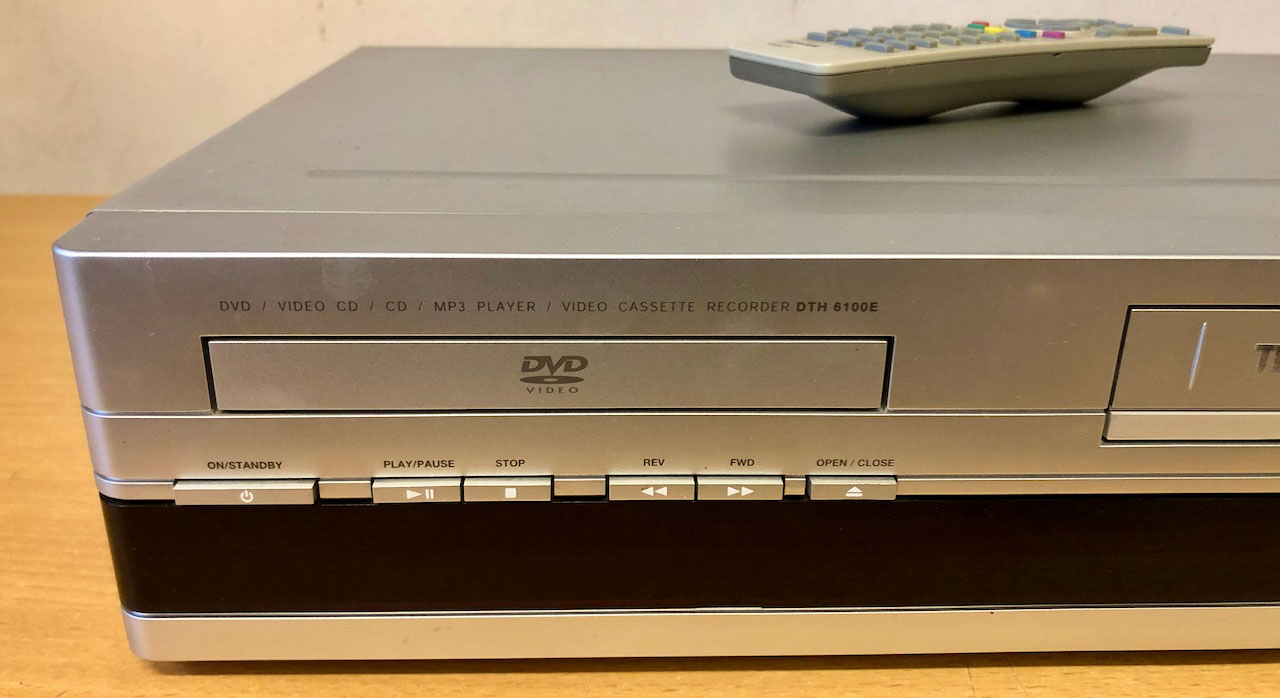 DVD / VIDEO CD / CD / MP3 PLAYER / VIDEO CASSETTE RECORDER DTH 6100E
DVD
VIDEO
ON/STANDBY
PLAY/PAUSE
STOP
REV
FWD
OPEN / CLOSE